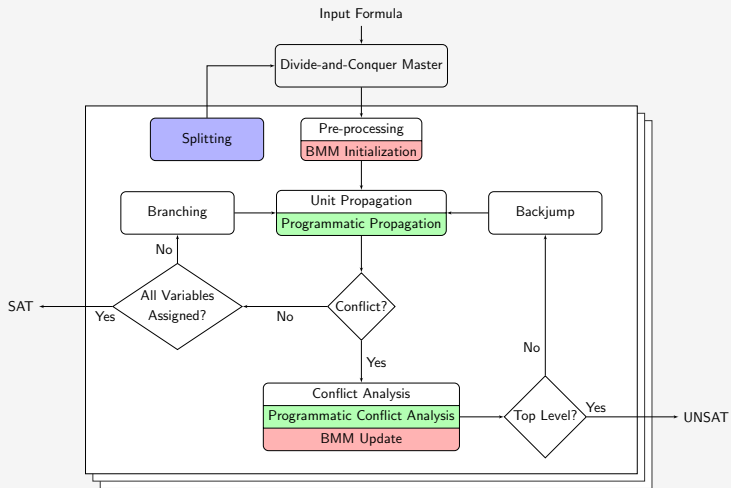 Input Formula
Divide-and-Conquer Master
Splitting
Pre-processing
BMM Initialization
Branching
Unit Propagation
Programmatic Propagation
Backjump
No
All Variables
Assigned?
SAT
Yes
No
Conflict?
Yes
No
Conflict Analysis
Programmatic Conflict Analysis
BMM Update
Top Level?
Yes
UNSAT